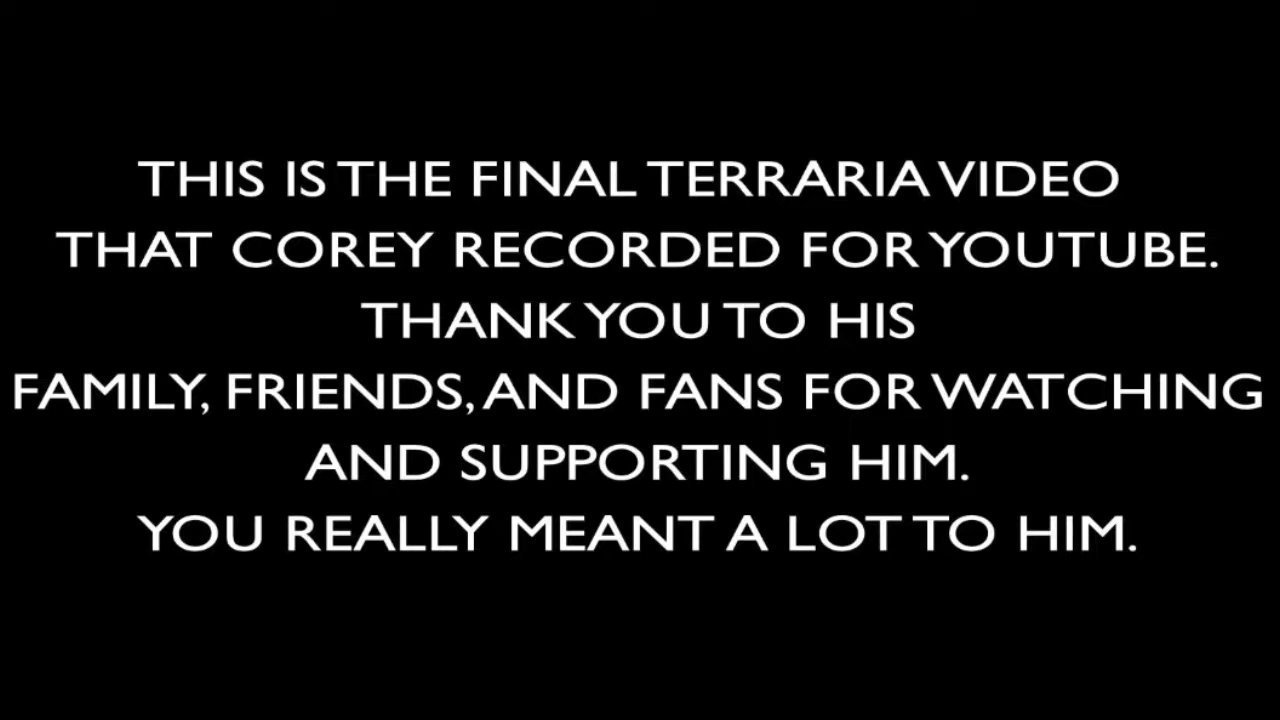 THIS IS THE FINAL TERRARIA VIDEO
THAT COREY RECORDED FOR YOUTUBE.
THANK YOU TO HIS
FAMILY, FRIENDS, AND FANS FOR WATCHING
AND SUPPORTING HIM.
YOU REALLY MEANT A LOT TO HIM.